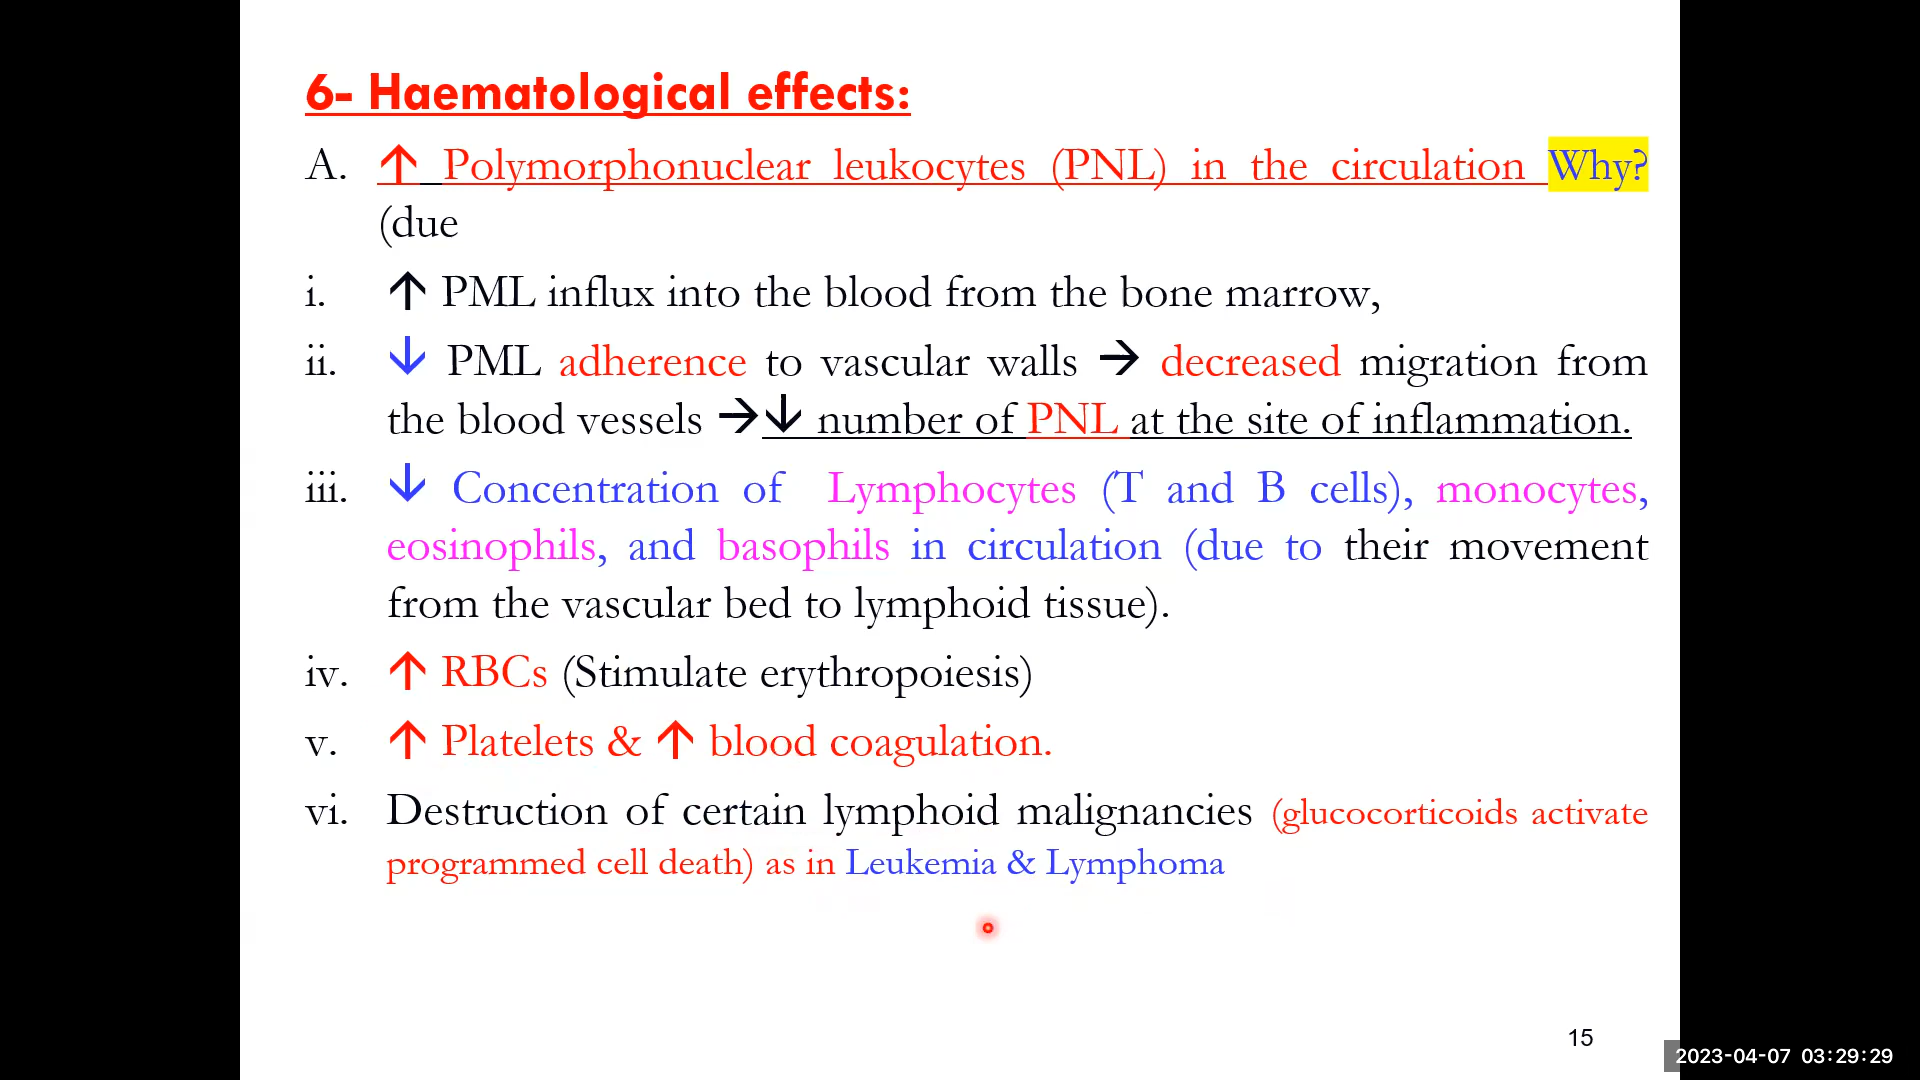 6- Haematological effects:
A. ↑ Polymorphonuclear leukocytes (PNL) in the circulation Why?
(due
i. ↑ PML influx into the blood from the bone marrow,
ii. ↓ PML adherence to vascular walls → decreased migration from
the blood vessels →↓ number of PNL at the site of inflammation.
iii. ↓ Concentration of Lymphocytes (T and B cells), monocytes,
eosinophils, and basophils in circulation (due to their movement
from the vascular bed to lymphoid tissue).
iv. ↑ RBCs (Stimulate erythropoiesis)
v. ↑ Platelets & ↑ blood coagulation.
vi. Destruction of certain lymphoid malignancies (glucocorticoids activate
programmed cell death) as in Leukemia & Lymphoma
15
2023-04-07 03:29:29